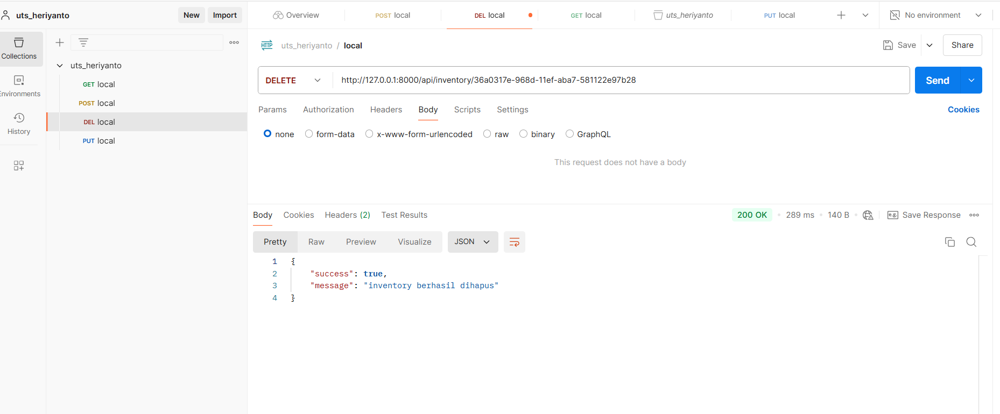 uts_heriyanto New Import Overview POST local DEL local GET local uts_heriyanto PUT local No environment
Collections
Environments
History
uts_heriyanto
GET local
POST local
DEL local
PUT local
HTTP uts_heriyanto / local Save Share
DELETE http://127.0.0.1:8000/api/inventory/36a0317e-968d-11ef-aba7-581122e97b28 Send
Params Authorization Headers Body Scripts Settings Cookies
none form-data x-www-form-urlencoded raw binary GraphQL
This request does not have a body
Body Cookies Headers (2) Test Results 200 OK 289 ms 140 B e.g. Save Response
Pretty Raw Preview Visualize JSON
1 {
2 "success": true,
3 "message": "inventory berhasil dihapus"
4 }